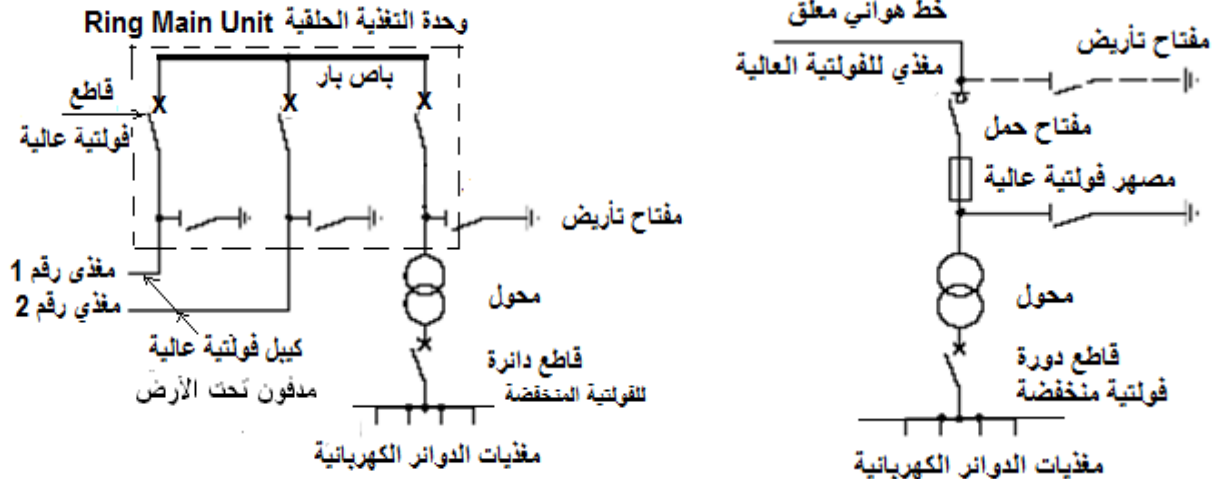 وحدة التغذية الحلقية Ring Main Unit
باص بار
قاطع
فولتية عالية
مفتاح تأريض
مغذى رقم 1
مغذي رقم 2
كيبل فولتية عالية
مدفون تحت الأرض
محول
قاطع دائرة
للفولتية المنخفضة
مغذيات الدوائر الكهربائية
خط هوائي معلق
مغذي للفولتية العالية
مفتاح تأريض
مفتاح حمل
مصهر فولتية عالية
محول
قاطع دورة
فولتية منخفضة
مغذيات الدوائر الكهربائية